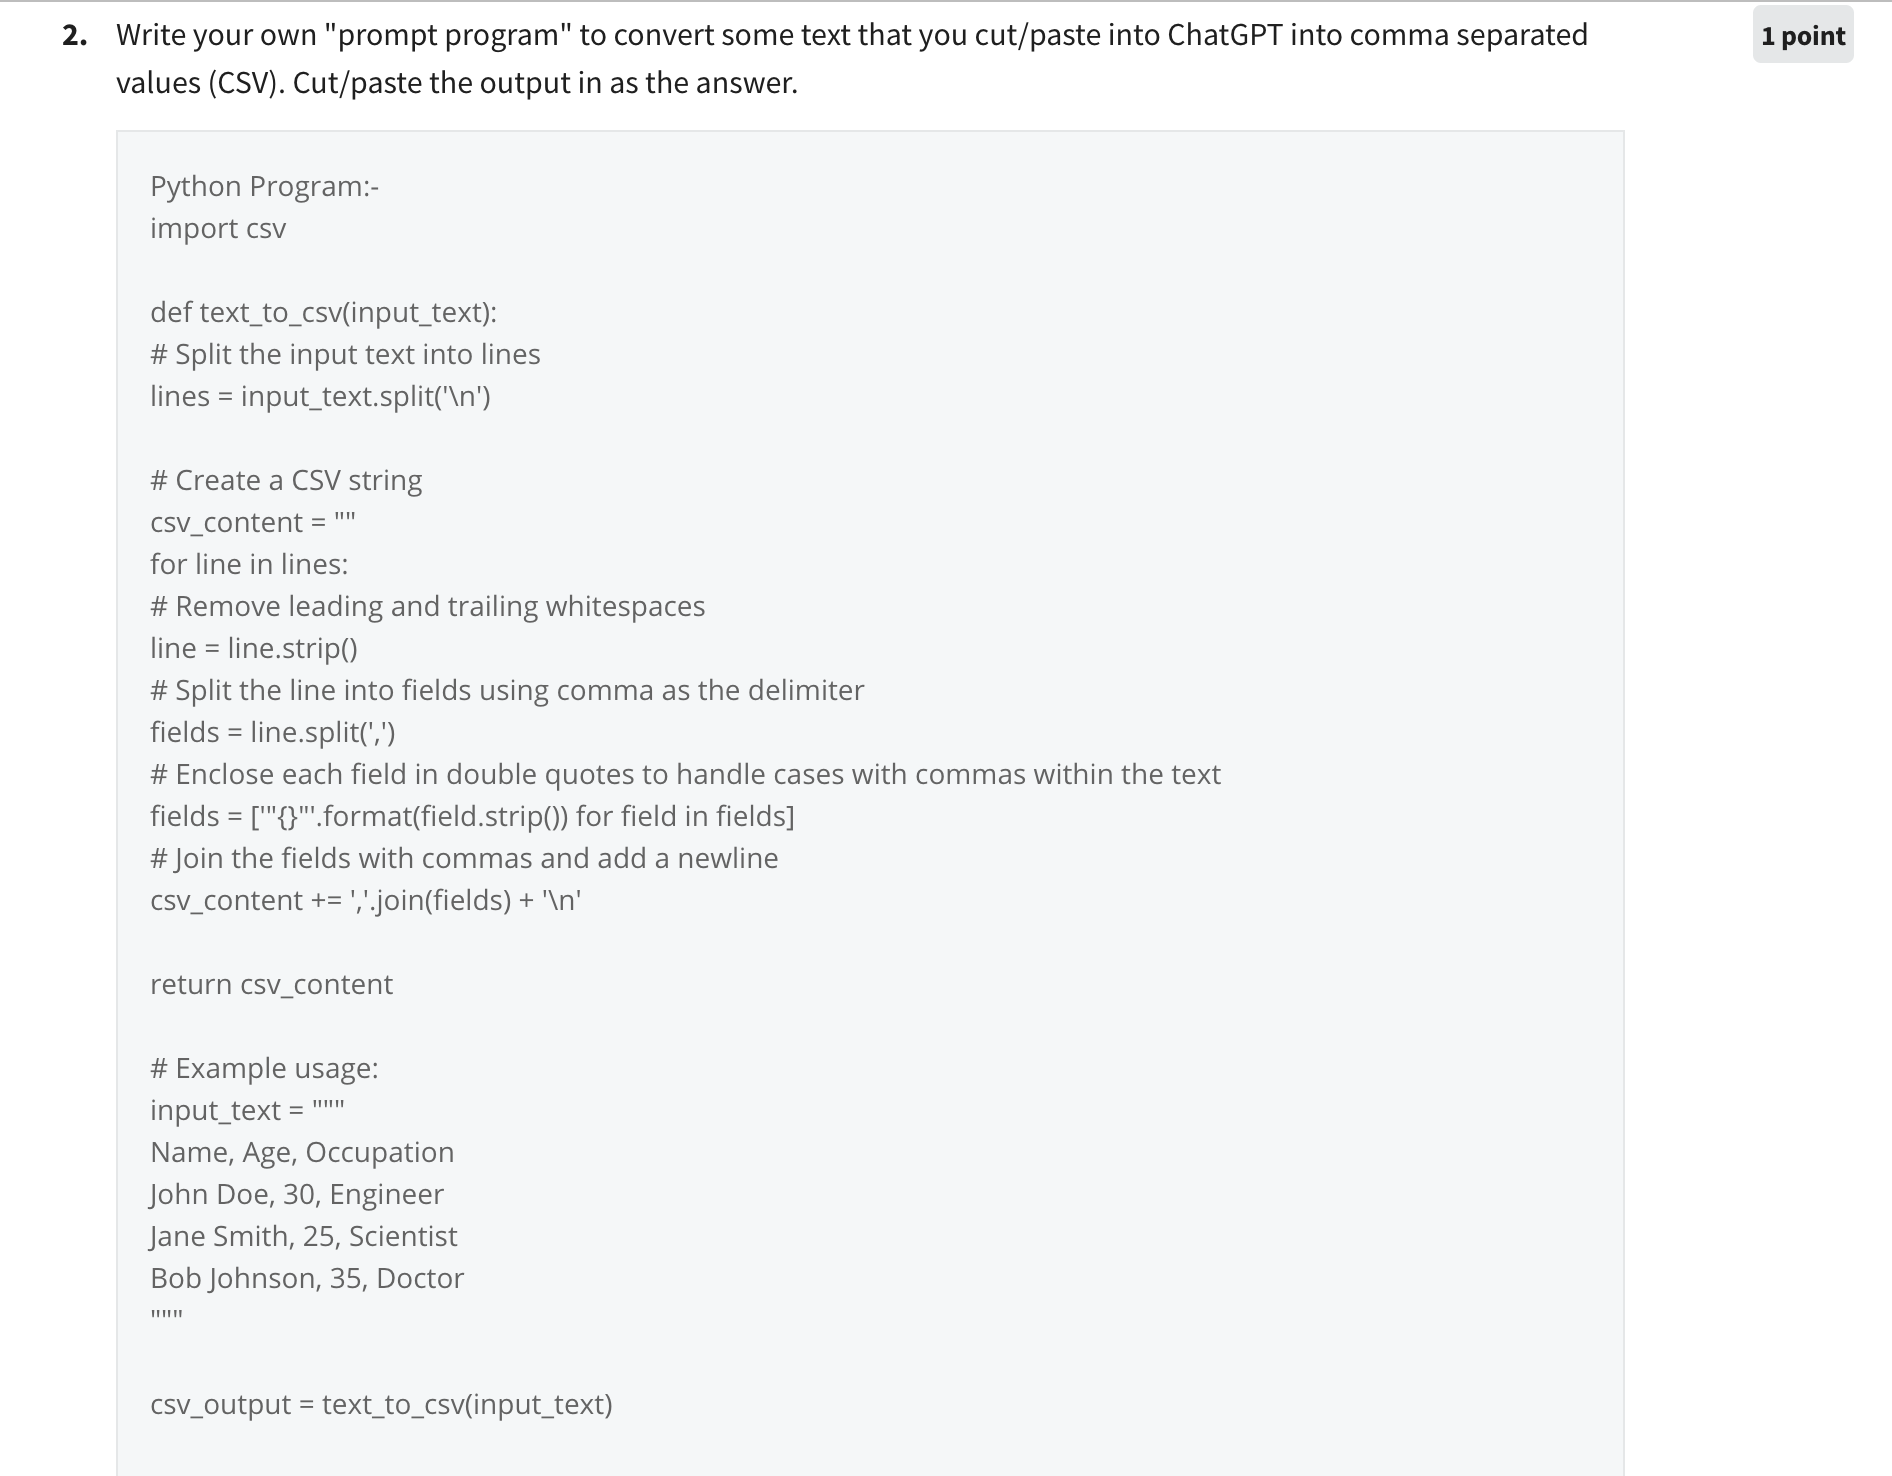 2. Write your own "prompt program" to convert some text that you cut/paste into ChatGPT into comma separated
values (CSV). Cut/paste the output in as the answer.
1 point
Python Program:-
import csv
def text_to_csv(input_text):
# Split the input text into lines
lines = input_text.split('\n')
# Create a CSV string
csv_content = ""
for line in lines:
# Remove leading and trailing whitespaces
line = line.strip()
# Split the line into fields using comma as the delimiter
fields = line.split(',')
# Enclose each field in double quotes to handle cases with commas within the text
fields = ['"{}"'.format(field.strip()) for field in fields]
# Join the fields with commas and add a newline
csv_content += ','.join(fields) + '\n'
return csv_content
# Example usage:
input_text = """
Name, Age, Occupation
John Doe, 30, Engineer
Jane Smith, 25, Scientist
Bob Johnson, 35, Doctor
"""
csv_output = text_to_csv(input_text)